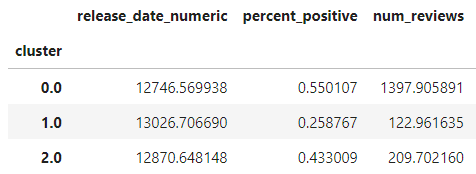 release_date_numeric percent_positive num_reviews
cluster
0.0 12746.569938 0.550107 1397.905891
1.0 13026.706690 0.258767 122.961635
2.0 12870.648148 0.433009 209.702160